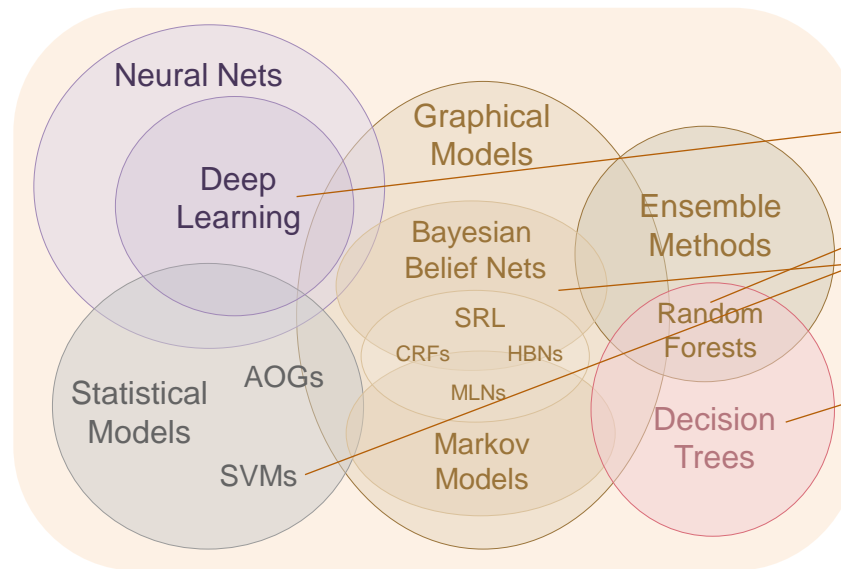 Neural Nets
Deep
Learning
Graphical
Models
Bayesian
Belief Nets
SRL
CRFs
HBNs
MLNs
Markov
Models
Ensemble
Methods
Random
Forests
Decision
Trees
Statistical
Models
AOGs
SVMs